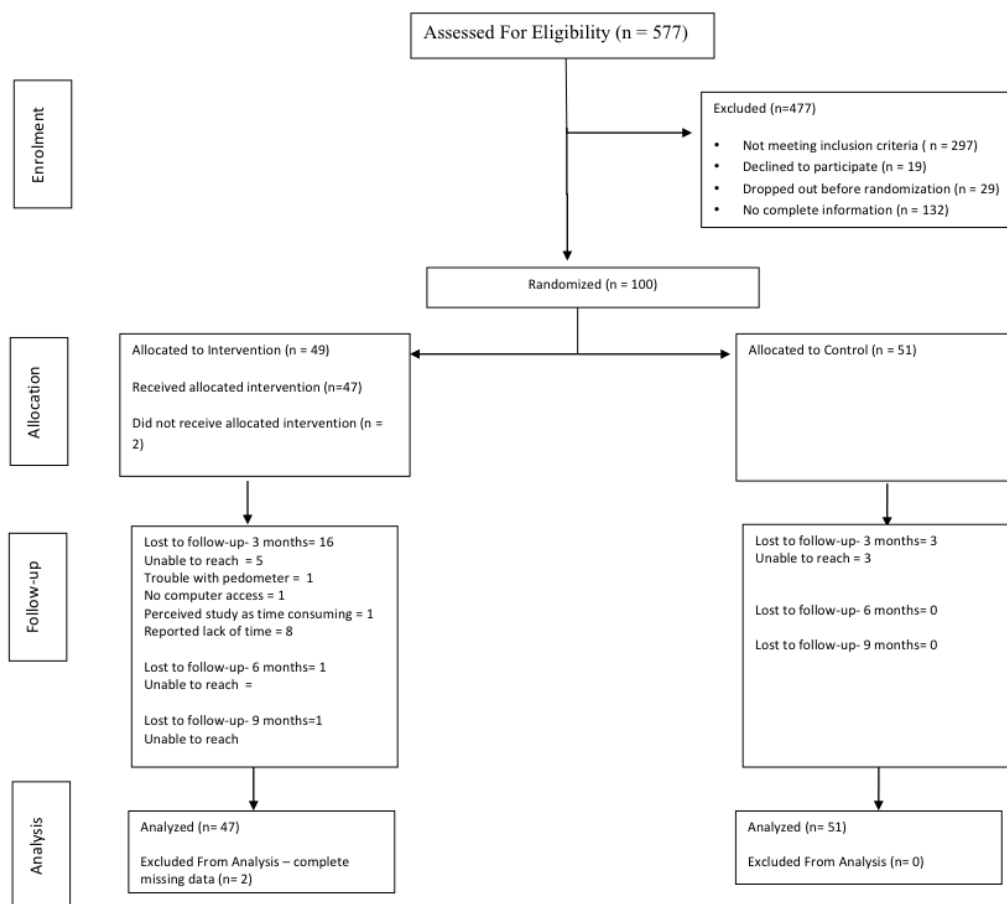 Assessed For Eligibility (n = 577)
Enrolment
Excluded (n=477)
• Not meeting inclusion criteria ( n = 297)
• Declined to participate (n = 19)
• Dropped out before randomization (n = 29)
• No complete information (n = 132)
Randomized (n = 100)
Allocation
Allocated to Intervention (n = 49)
Received allocated intervention (n=47)
Did not receive allocated intervention (n =
2)
Allocated to Control (n = 51)
Follow-up
Lost to follow-up- 3 months= 16
Unable to reach = 5
Trouble with pedometer = 1
No computer access = 1
Perceived study as time consuming = 1
Reported lack of time = 8
Lost to follow-up- 6 months= 1
Unable to reach =
Lost to follow-up- 9 months=1
Unable to reach
Lost to follow-up- 3 months= 3
Unable to reach = 3
Lost to follow-up- 6 months= 0
Lost to follow-up- 9 months= 0
Analysis
Analyzed (n= 47)
Excluded From Analysis – complete
missing data (n= 2)
Analyzed (n= 51)
Excluded From Analysis (n= 0)